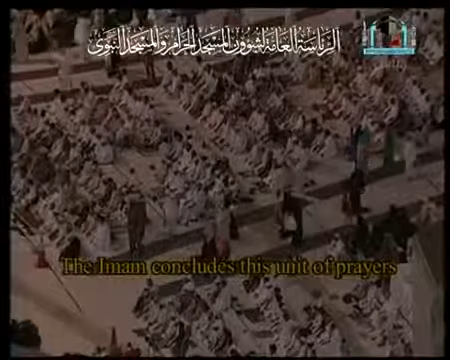 الرئاسة العامة لشؤون المسجد الحرام والمسجد النبوي
The Imam concludes this unit of prayers